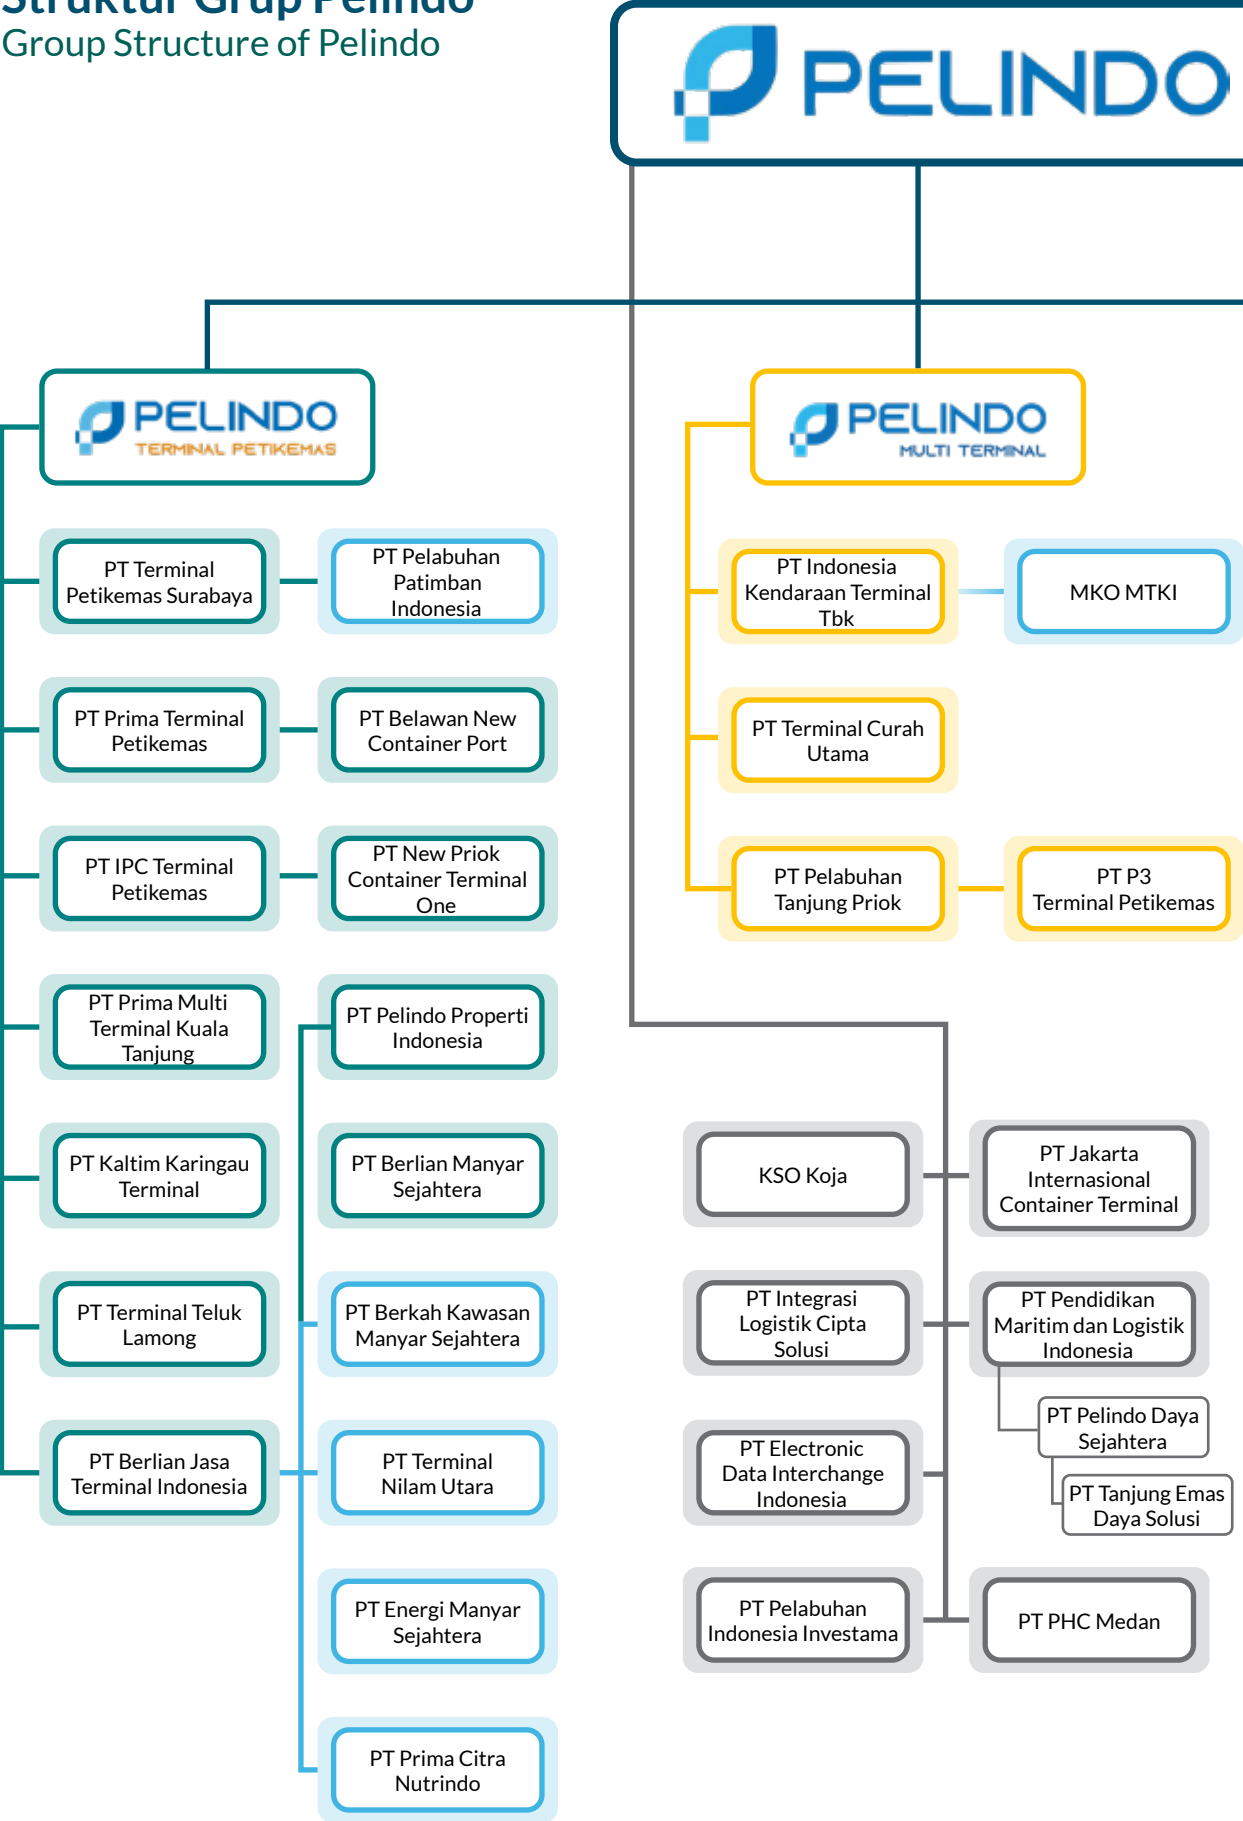 Struktur Grup Pelindo
Group Structure of Pelindo
PELINDO
PELINDO
TERMINAL PETIKEMAS
PT Terminal
Petikemas Surabaya
PT Pelabuhan
Patimban
Indonesia
PT Prima Terminal
Petikemas
PT Belawan New
Container Port
PT IPC Terminal
Petikemas
PT New Priok
Container Terminal
One
PT Prima Multi
Terminal Kuala
Tanjung
PT Pelindo Properti
Indonesia
PT Kaltim Karingau
Terminal
PT Berlian Manyar
Sejahtera
PT Terminal Teluk
Lamong
PT Berkah Kawasan
Manyar Sejahtera
PT Berlian Jasa
Terminal Indonesia
PT Terminal
Nilam Utara
PT Energi Manyar
Sejahtera
PT Prima Citra
Nutrindo
PELINDO
MULTI TERMINAL
PT Indonesia
Kendaraan Terminal
Tbk
MKO MTKI
PT Terminal Curah
Utama
PT Pelabuhan
Tanjung Priok
PT P3
Terminal Petikemas
KSO Koja
PT Jakarta
Internasional
Container Terminal
PT Integrasi
Logistik Cipta
Solusi
PT Pendidikan
Maritim dan Logistik
Indonesia
PT Pelindo Daya
Sejahtera
PT Tanjung Emas
Daya Solusi
PT Electronic
Data Interchange
Indonesia
PT Pelabuhan
Indonesia Investama
PT PHC Medan